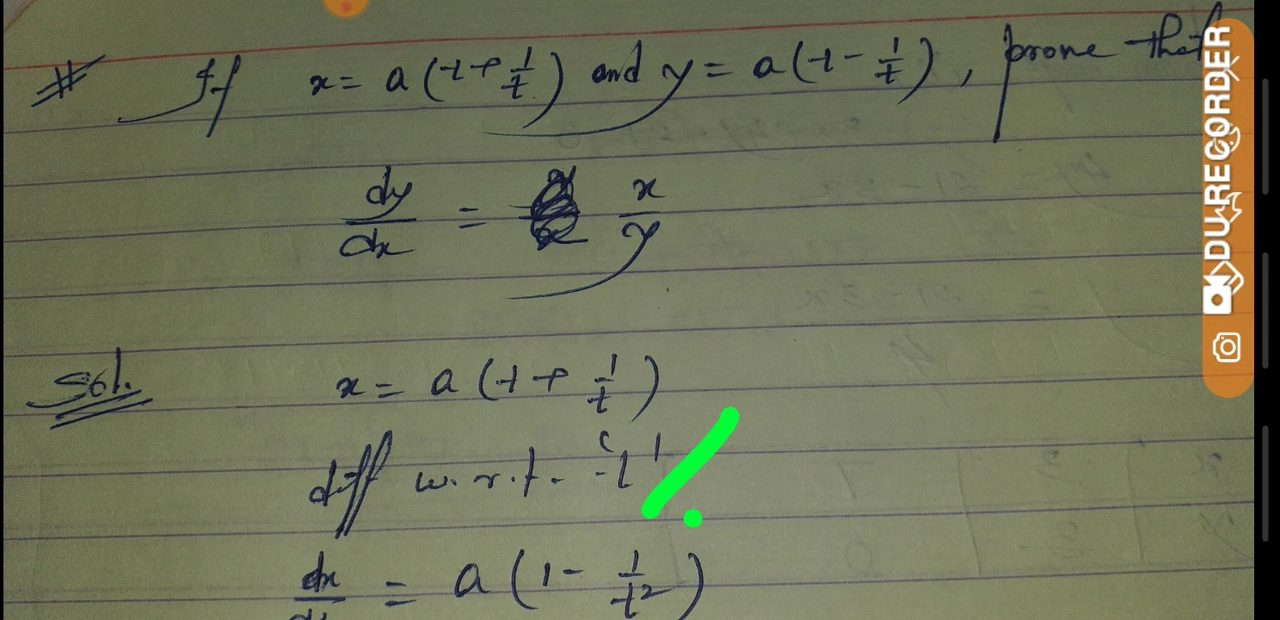 # If x = a(t + 1/t) and y = a(t - 1/t), prove that
dy/dx = x/y
Sol. x = a(t + 1/t)
diff w.r.t. 't'
dx/dt = a(1 - 1/t²)
DU RECORDER